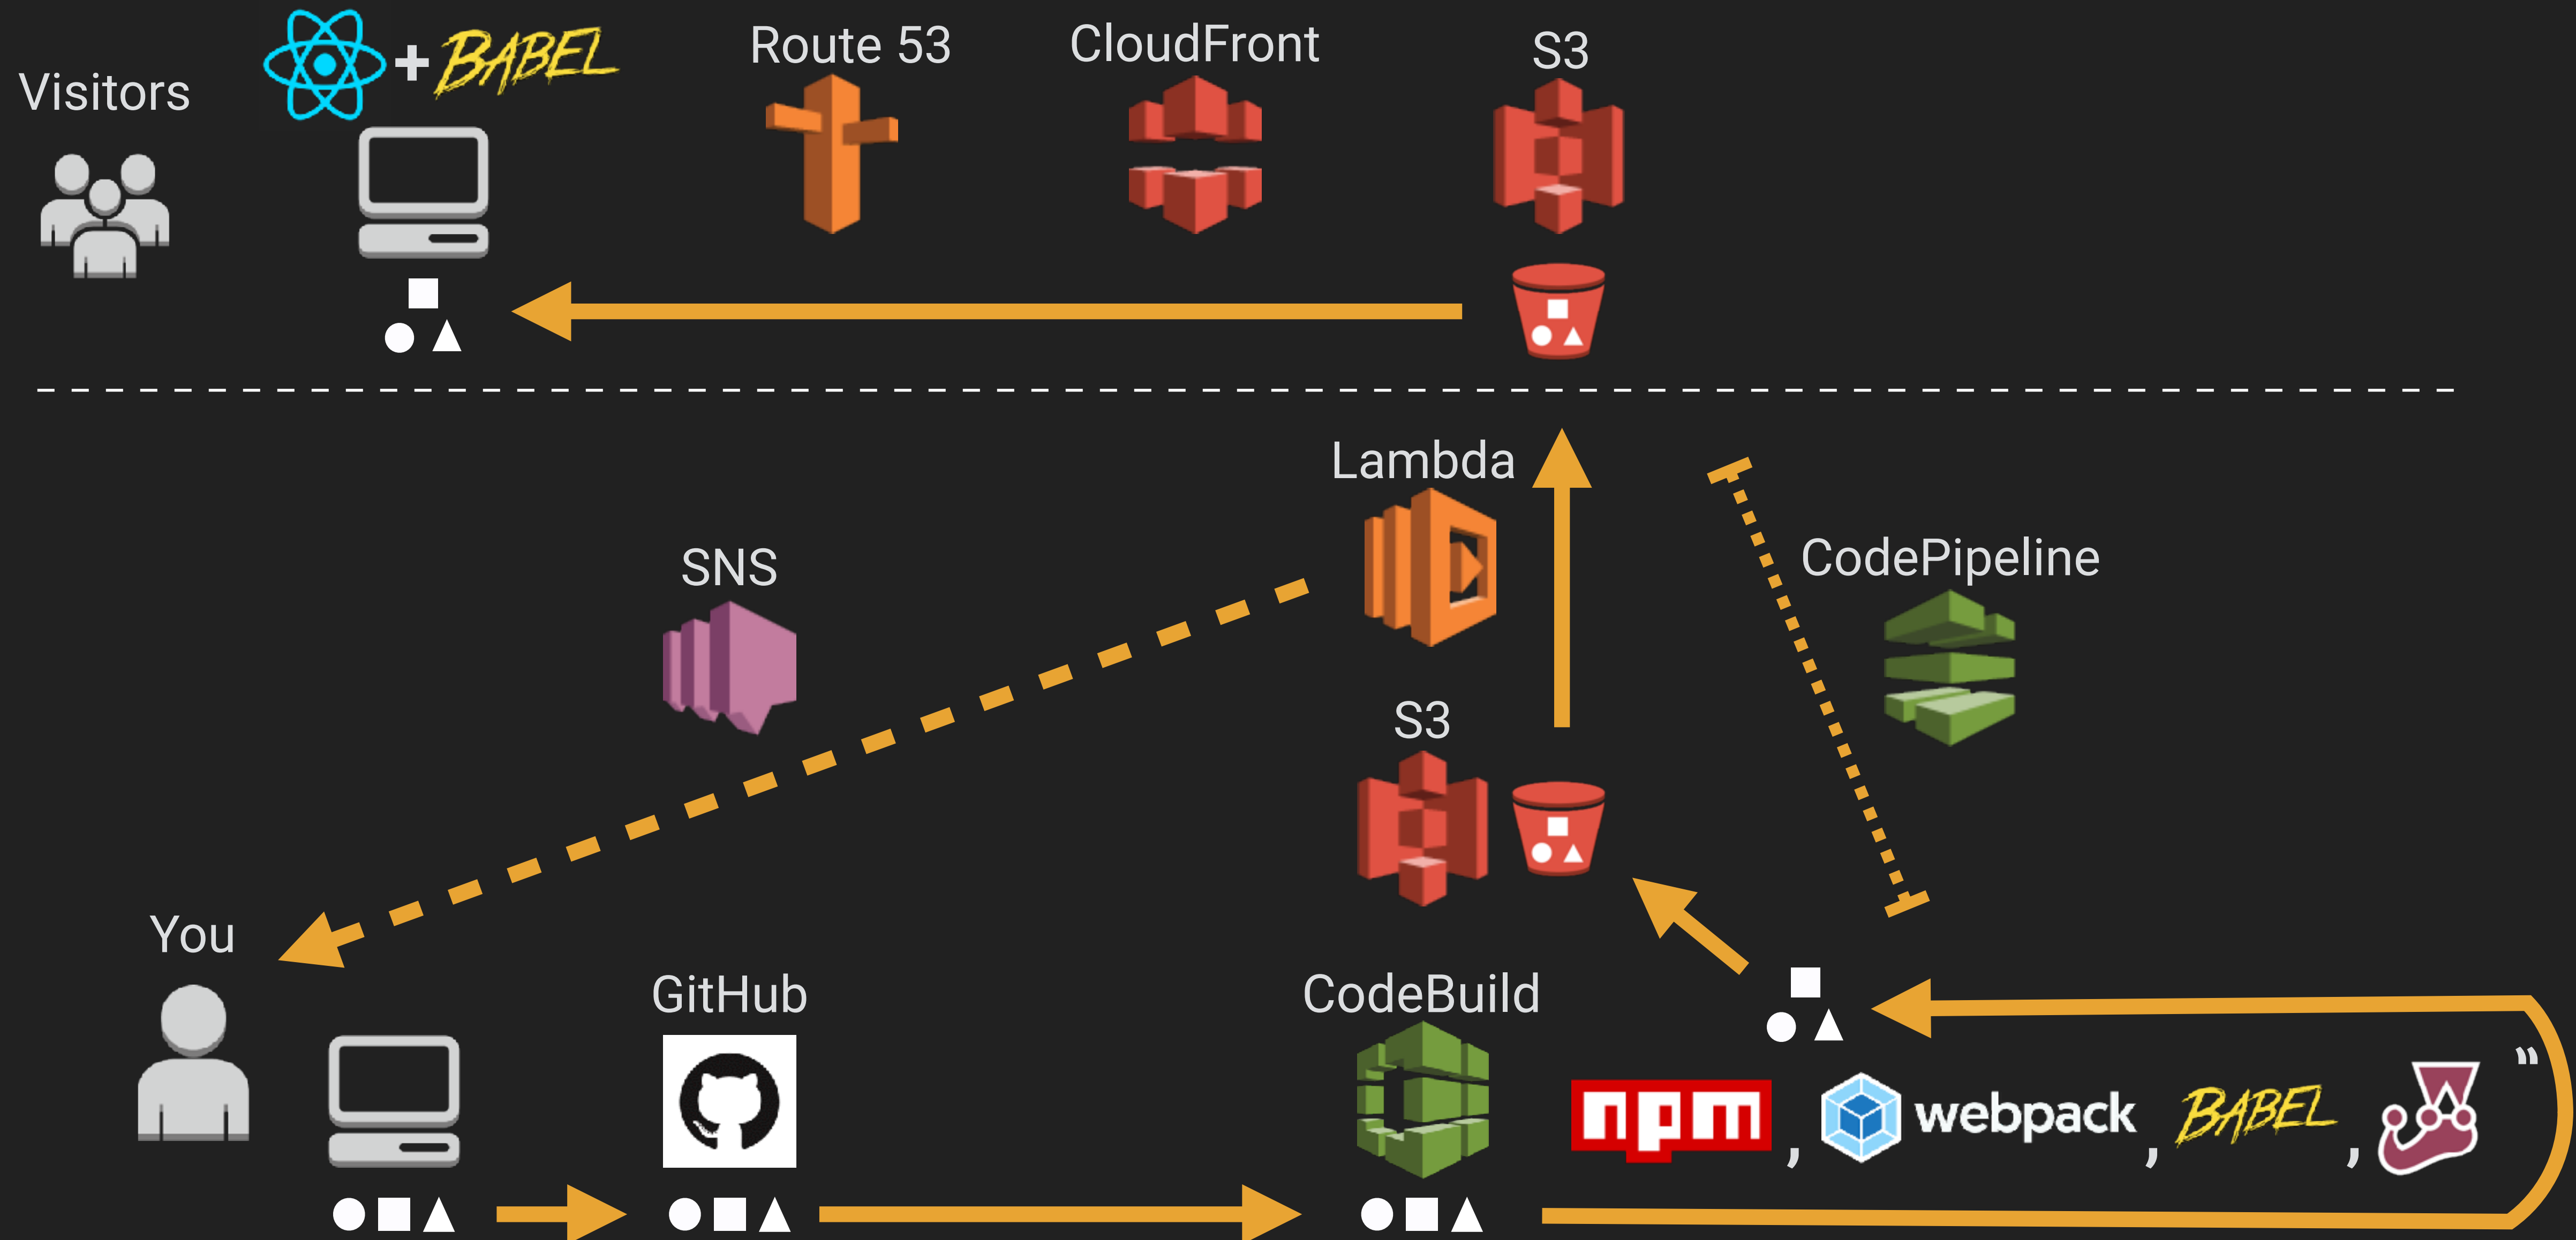 Visitors
+ BABEL
Route 53
CloudFront
S3
Lambda
SNS
CodePipeline
S3
You
GitHub
CodeBuild
npm , webpack , BABEL , "